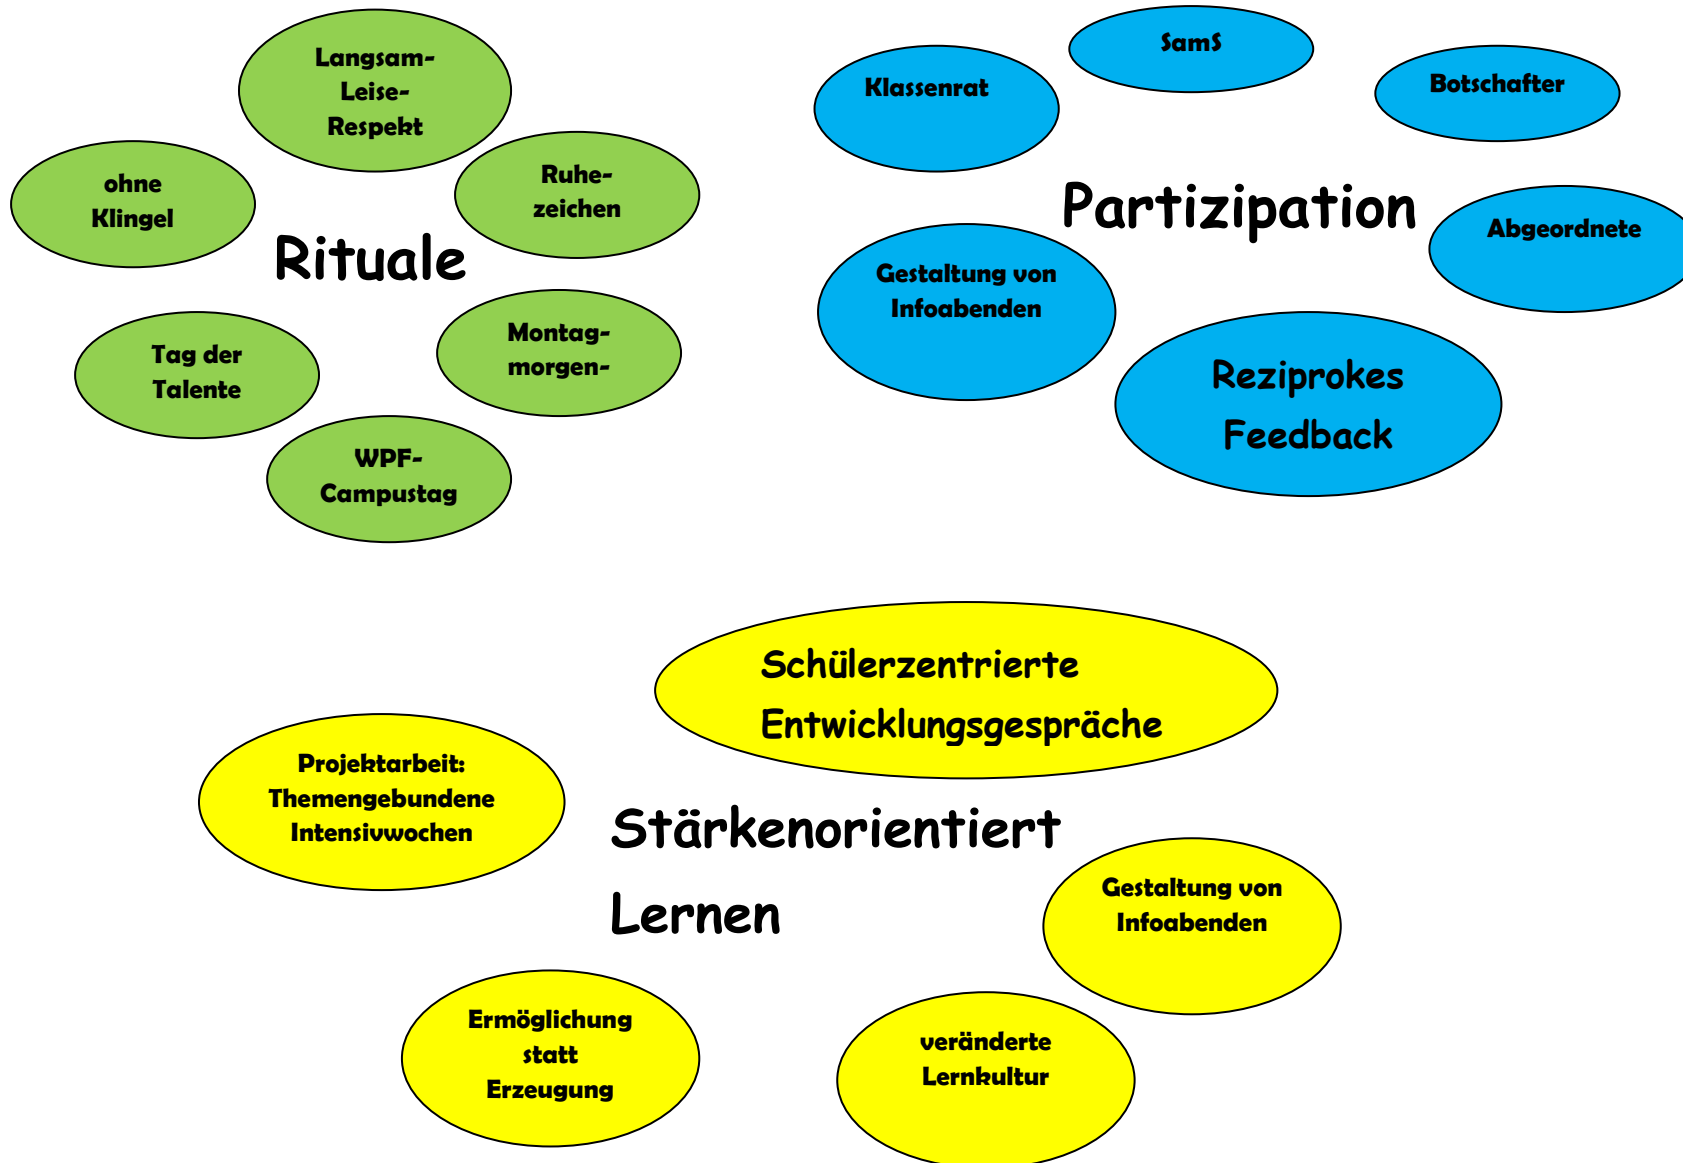 Langsam-
Leise-
Respekt
ohne
Klingel
Ruhe-
zeichen
Rituale
Tag der
Talente
Montag-
morgen-
WPF-
Campustag
SamS
Klassenrat
Botschafter
Partizipation
Abgeordnete
Gestaltung von
Infoabenden
Reziprokes
Feedback
Schülerzentrierte
Entwicklungsgespräche
Projektarbeit:
Themengebundene
Intensivwochen
Stärkenorientiert
Lernen
Gestaltung von
Infoabenden
Ermöglichung
statt
Erzeugung
veränderte
Lernkultur